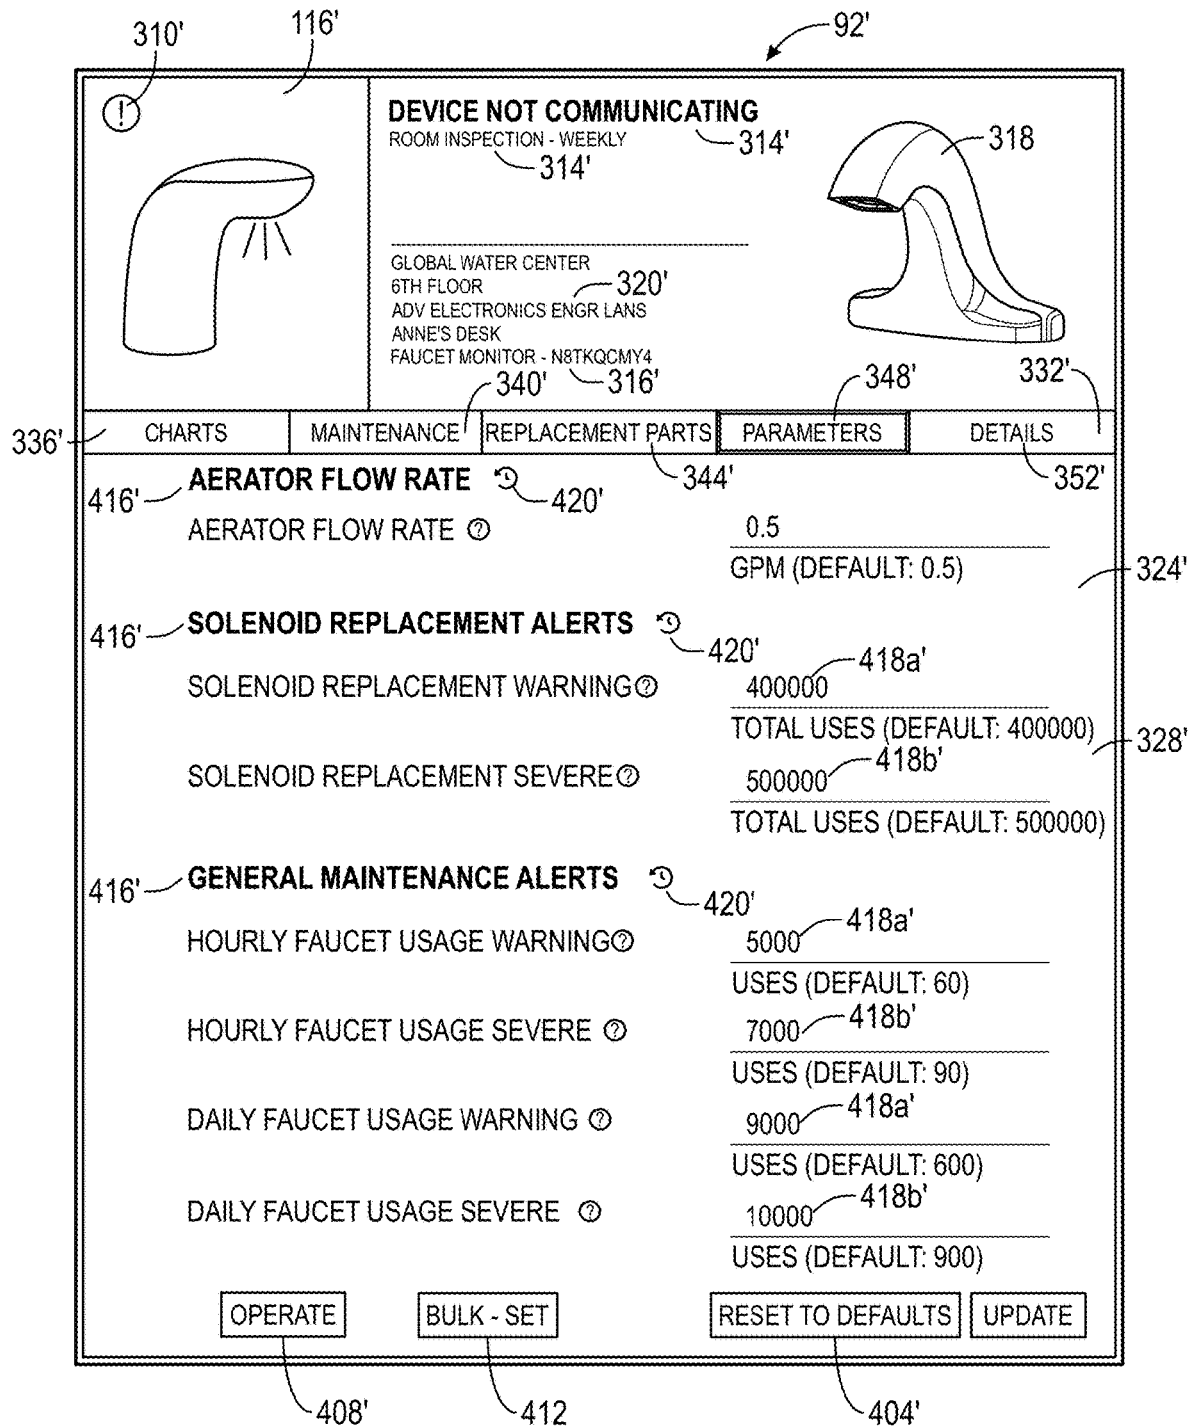 310'
116'
92'
!
DEVICE NOT COMMUNICATING
ROOM INSPECTION - WEEKLY
314'
314'
318
GLOBAL WATER CENTER
6TH FLOOR
320'
ADV ELECTRONICS ENGR LANS
ANNE'S DESK
FAUCET MONITOR - N8TKQCMY4
316'
340'
348'
332'
336'
CHARTS
MAINTENANCE
REPLACEMENT PARTS
PARAMETERS
DETAILS
344'
352'
416'
AERATOR FLOW RATE
420'
AERATOR FLOW RATE ?
0.5
GPM (DEFAULT: 0.5)
324'
416'
SOLENOID REPLACEMENT ALERTS
420'
418a'
SOLENOID REPLACEMENT WARNING ?
400000
TOTAL USES (DEFAULT: 400000)
328'
418b'
SOLENOID REPLACEMENT SEVERE ?
500000
TOTAL USES (DEFAULT: 500000)
416'
GENERAL MAINTENANCE ALERTS
420'
418a'
HOURLY FAUCET USAGE WARNING ?
5000
USES (DEFAULT: 60)
418b'
HOURLY FAUCET USAGE SEVERE ?
7000
USES (DEFAULT: 90)
418a'
DAILY FAUCET USAGE WARNING ?
9000
USES (DEFAULT: 600)
418b'
DAILY FAUCET USAGE SEVERE ?
10000
USES (DEFAULT: 900)
OPERATE
BULK - SET
RESET TO DEFAULTS
UPDATE
408'
412
404'